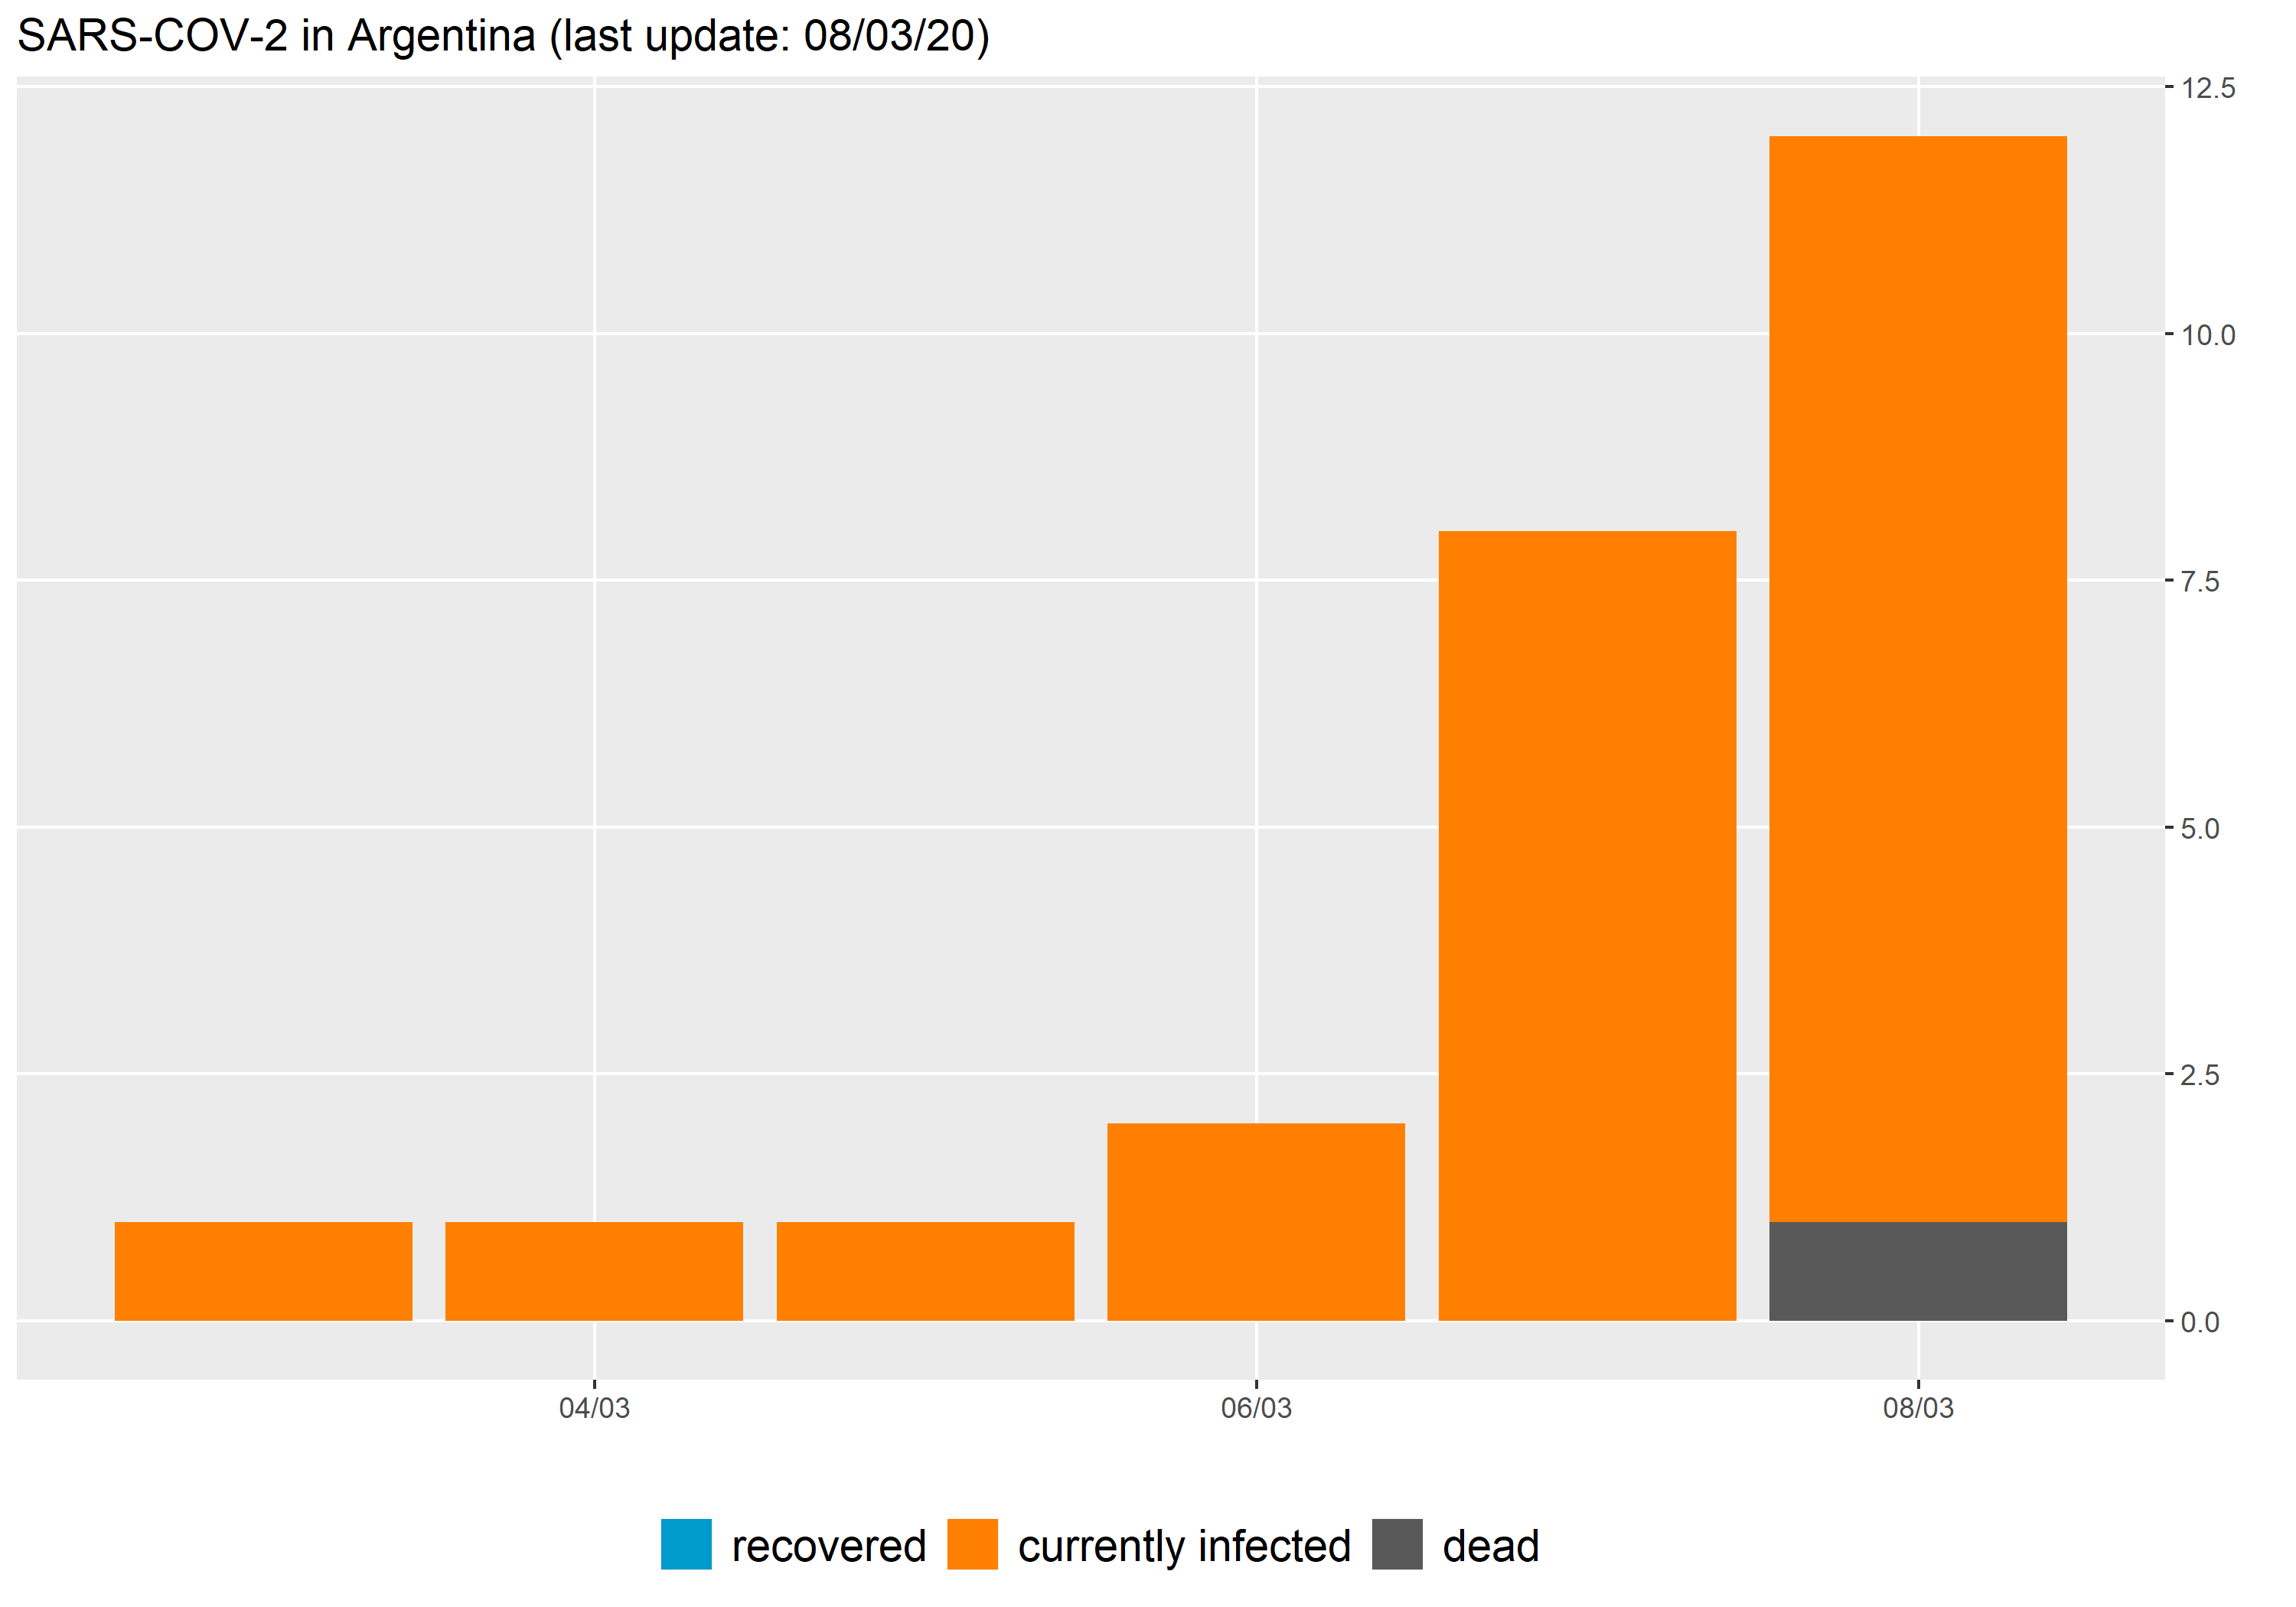 SARS-COV-2 in Argentina (last update: 08/03/20)
12.5
10.0
7.5
5.0
2.5
0.0
04/03 06/03 08/03
recovered currently infected dead